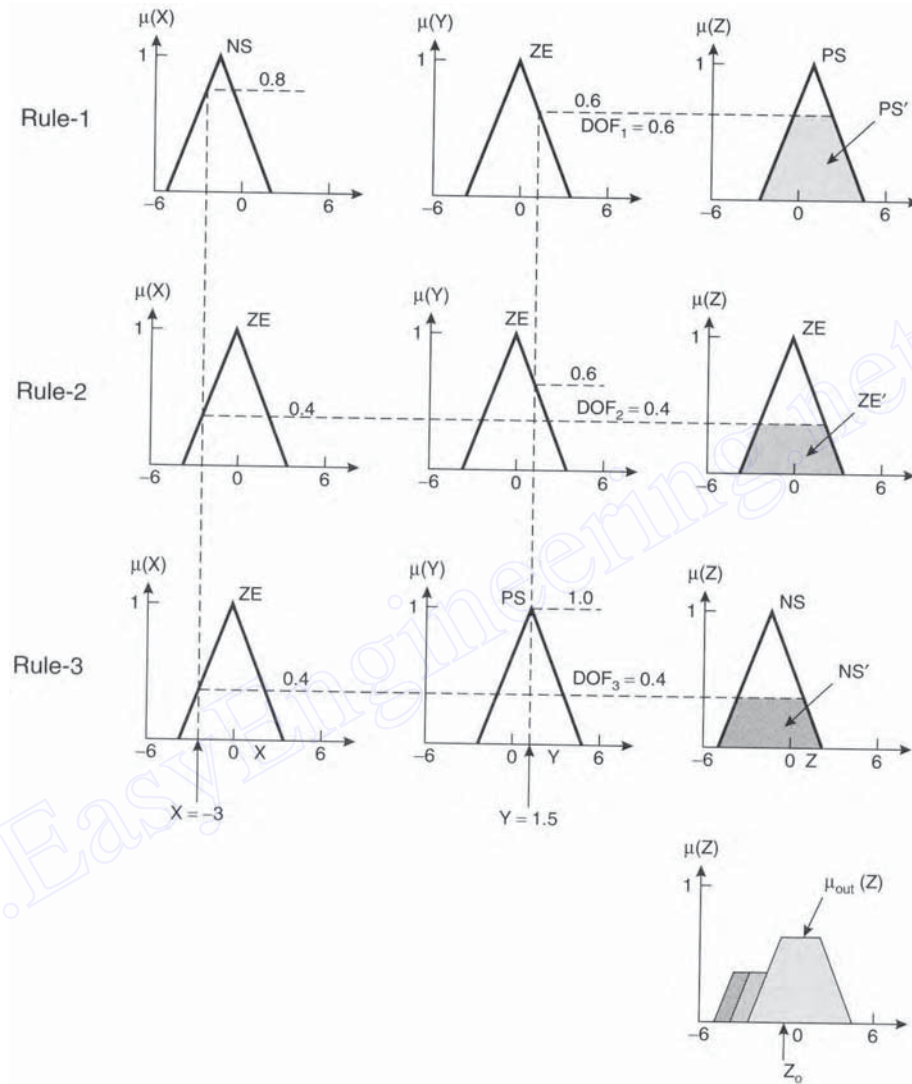 μ(X) μ(Y) μ(Z)
NS ZE PS
1 1 1
0.8
0.6
Rule-1
DOF1 = 0.6
PS′
−6 0 6 −6 0 6 −6 0 6
μ(X) μ(Y) μ(Z)
ZE ZE ZE
1 1 1
0.6
Rule-2
0.4
DOF2 = 0.4
ZE′
−6 0 6 −6 0 6 −6 0 6
μ(X) μ(Y) μ(Z)
ZE PS NS
1 1 1.0 1
Rule-3
0.4
DOF3 = 0.4
NS′
−6 0 X 6 −6 0 Y 6 −6 0 Z 6
X = −3 Y = 1.5
μ(Z)
1
μout (Z)
−6 0 6
Zo
.EasyEngineering.net